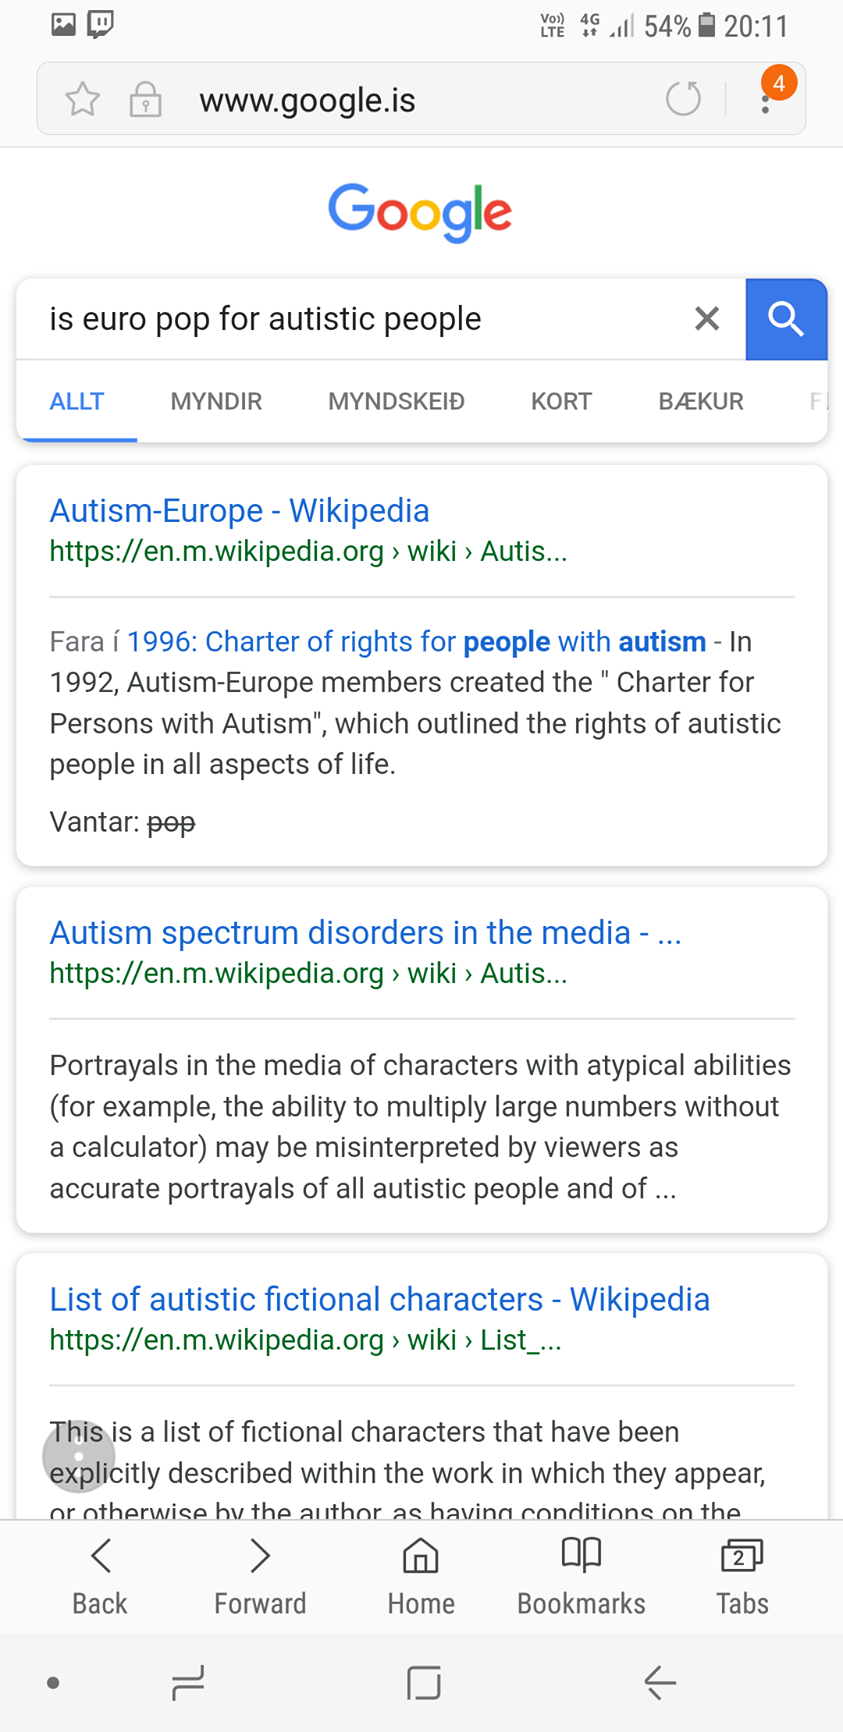 Vo)) LTE 4G 54% 20:11
www.google.is 4
Google
is euro pop for autistic people
ALLT MYNDIR MYNDSKEIÐ KORT BÆKUR
Autism-Europe - Wikipedia
https://en.m.wikipedia.org › wiki › Autis...
Fara í 1996: Charter of rights for people with autism - In
1992, Autism-Europe members created the " Charter for
Persons with Autism", which outlined the rights of autistic
people in all aspects of life.
Vantar: pop
Autism spectrum disorders in the media - ...
https://en.m.wikipedia.org › wiki › Autis...
Portrayals in the media of characters with atypical abilities
(for example, the ability to multiply large numbers without
a calculator) may be misinterpreted by viewers as
accurate portrayals of all autistic people and of ...
List of autistic fictional characters - Wikipedia
https://en.m.wikipedia.org › wiki › List_...
This is a list of fictional characters that have been
explicitly described within the work in which they appear,
or otherwise by the author, as having conditions on the
2
Back Forward Home Bookmarks Tabs